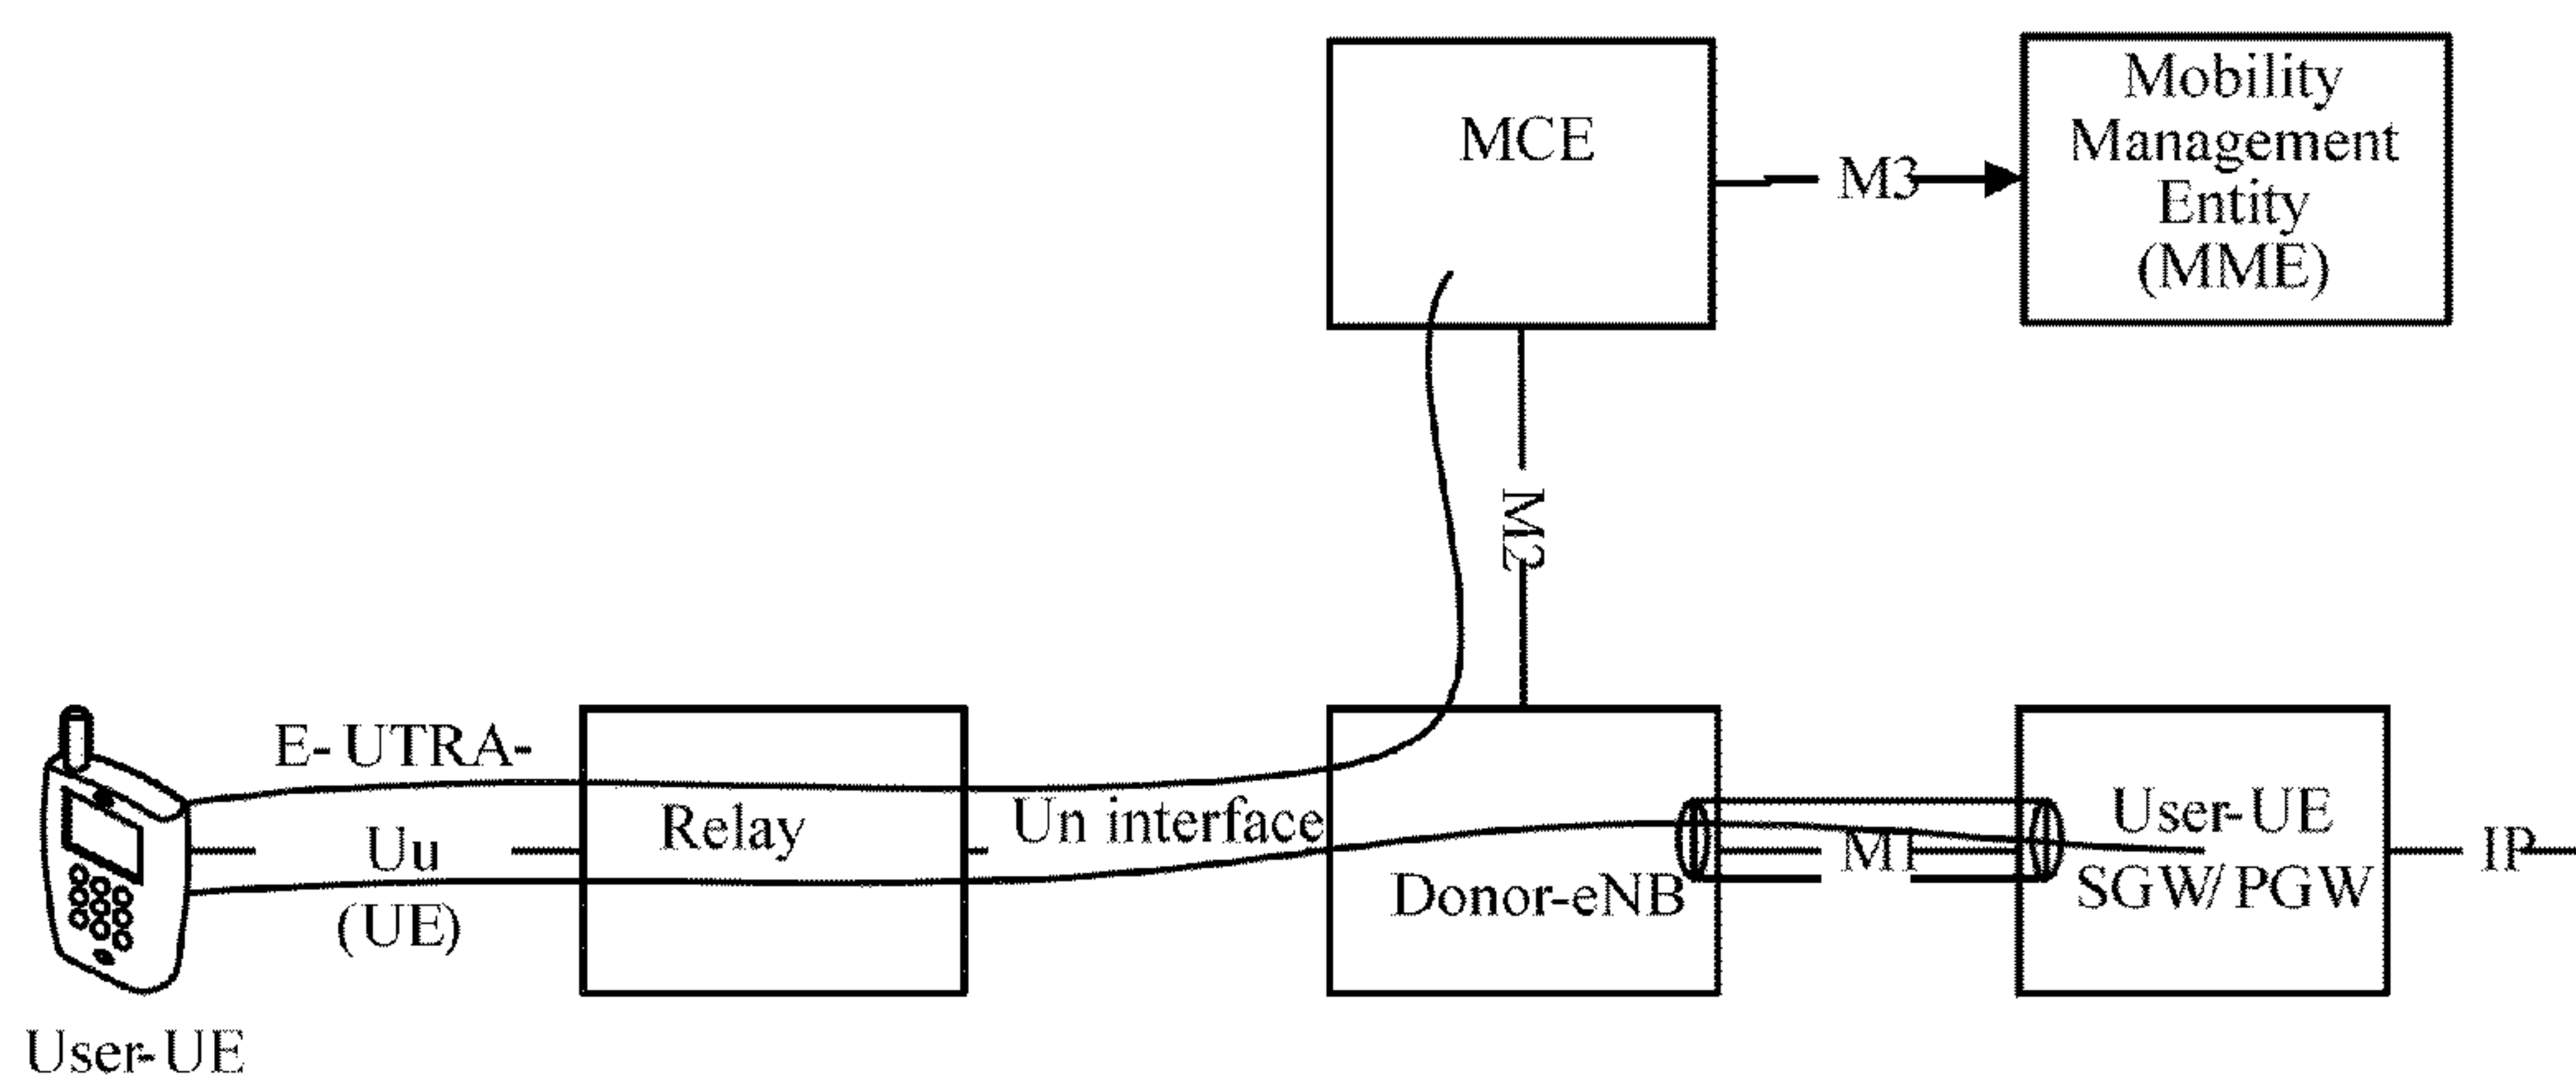 MCE
Mobility
Management
Entity
(MME)
M3
M2
E-UTRA-
Uu
(UE)
Relay
Un interface
Donor-eNB
M1
User-UE
SGW/PGW
IP
User-UE